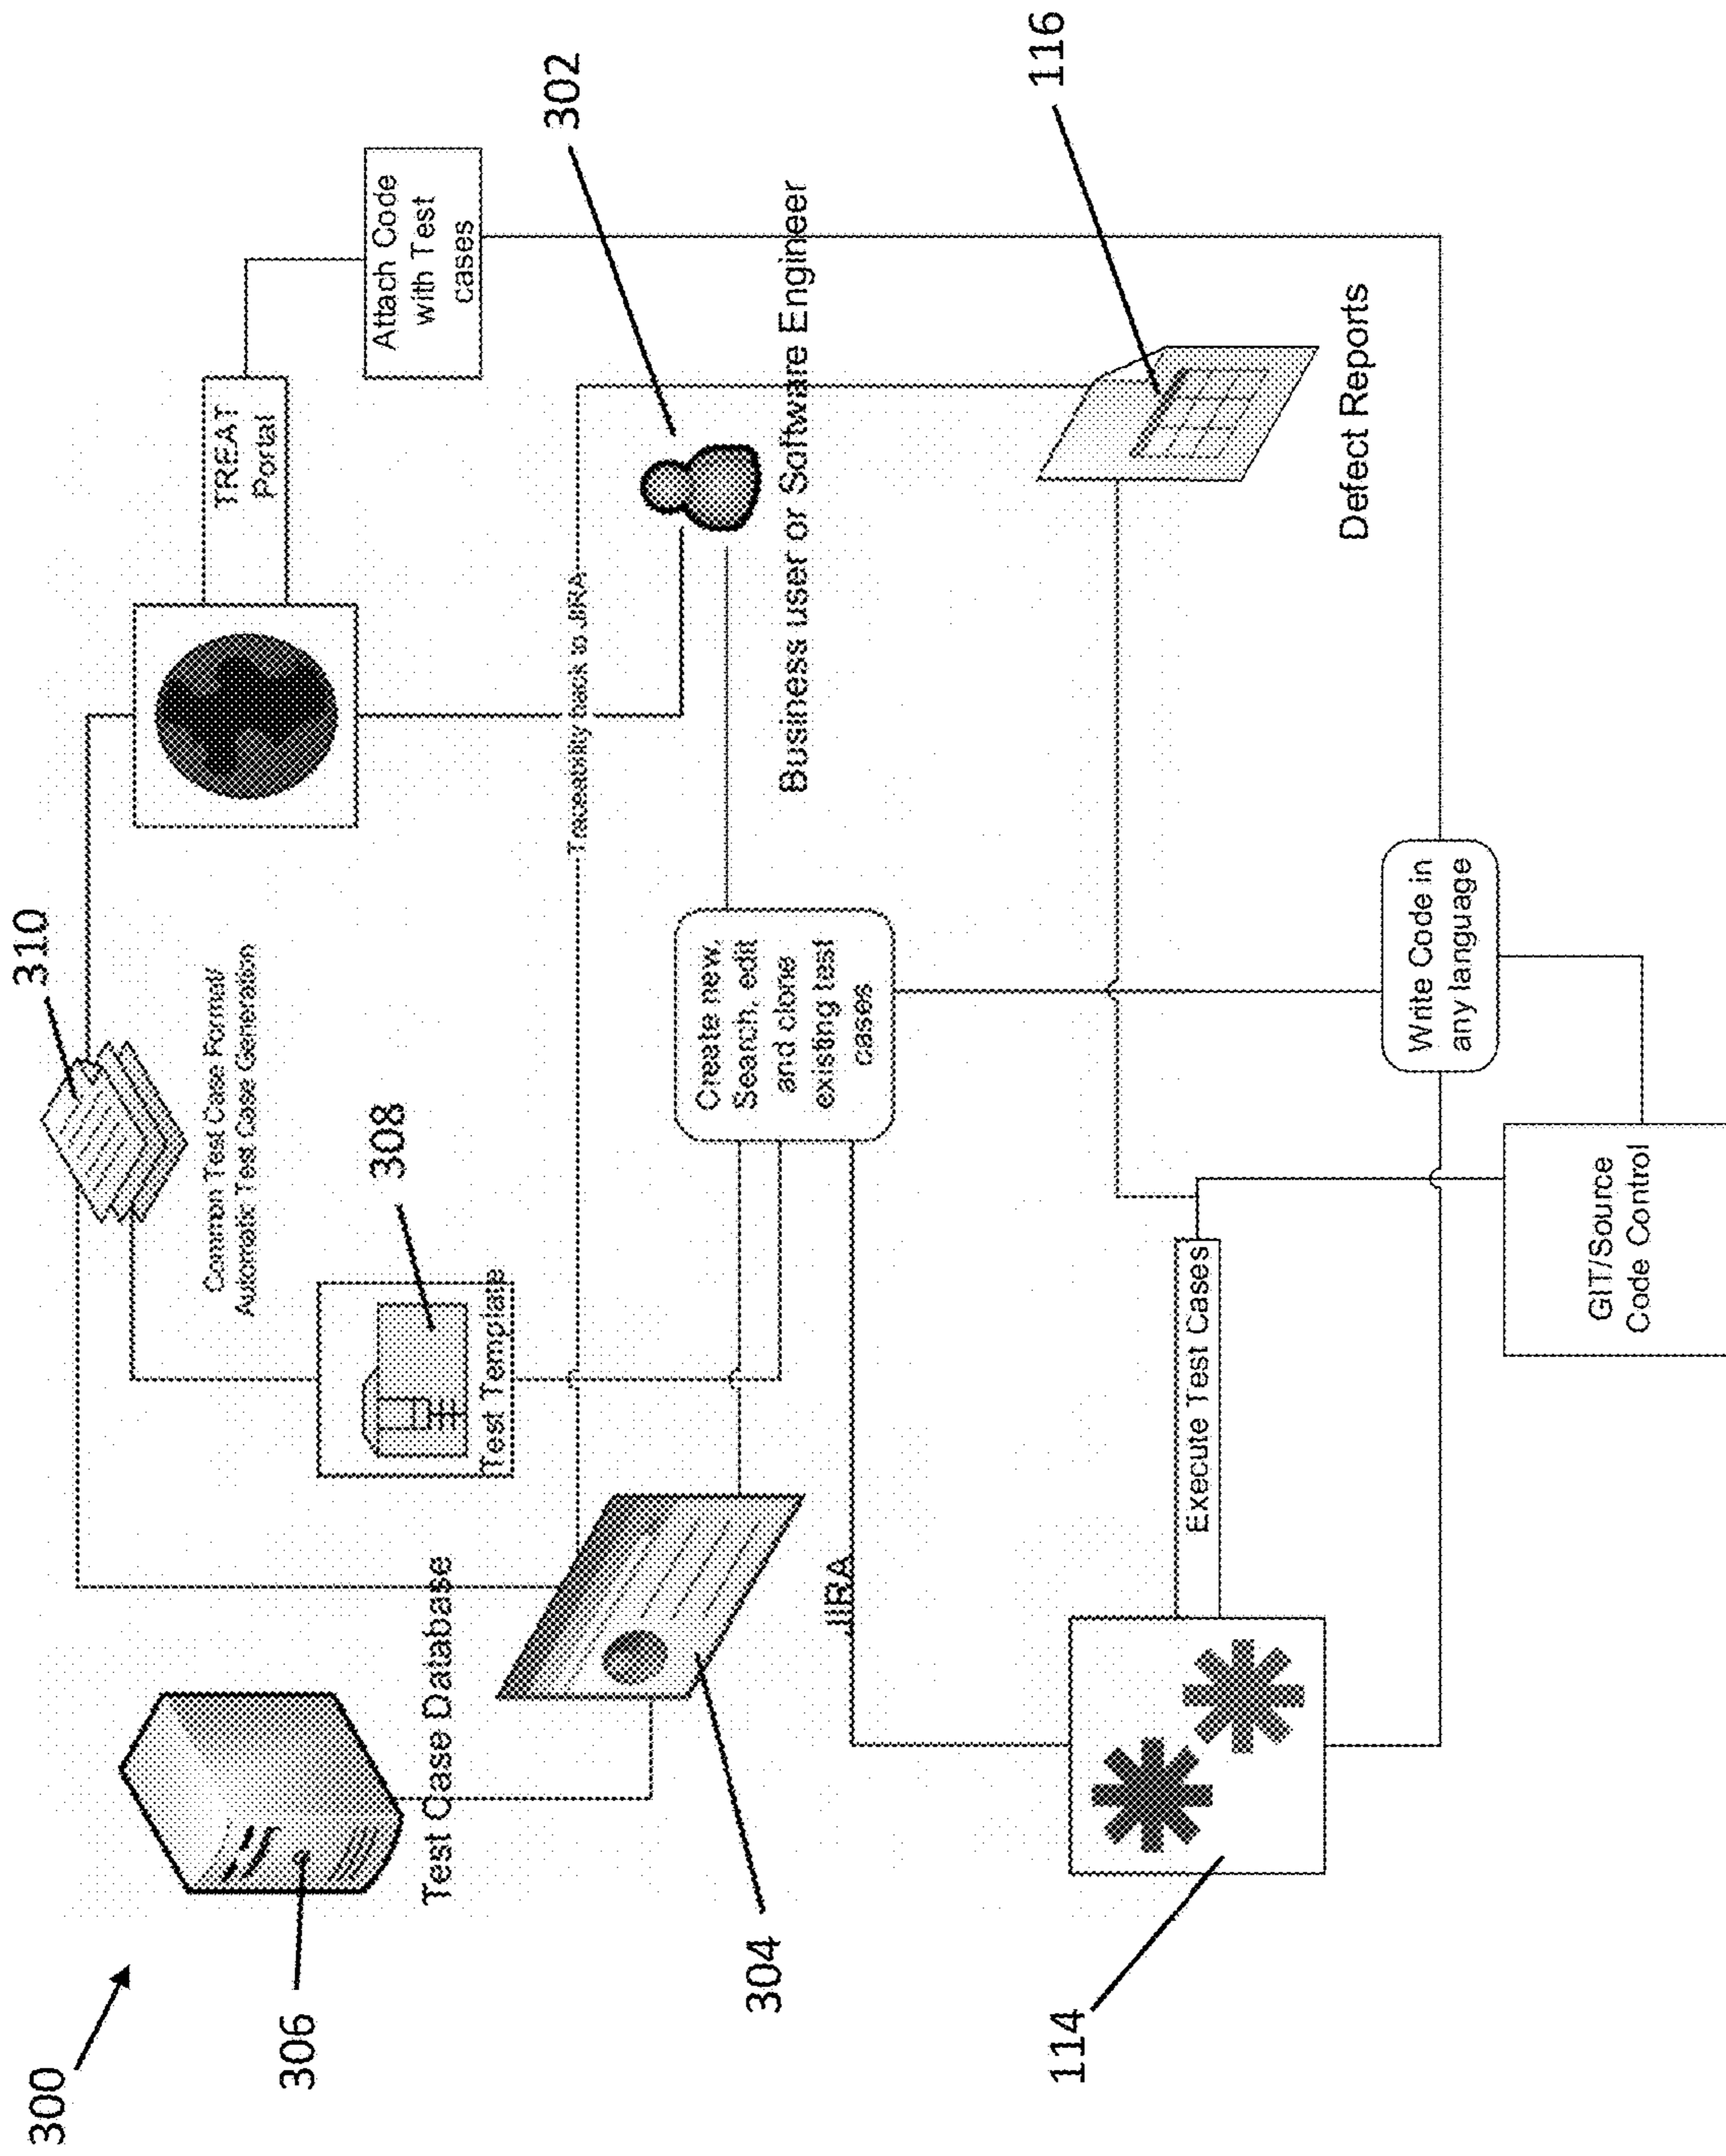 300
306
Test Case Database
304
JIRA
114
Execute Test Cases
GIT/Source
Code Control
308
Test Template
310
Common Test Case Format/
Automatic Test Case Generation
Create new,
Search, edit
and clone
existing test
cases
Write Code in
any language
Traceability back to JIRA
TREAT
Portal
302
Business user or Software Engineer
116
Defect Reports
Attach Code
with Test
cases